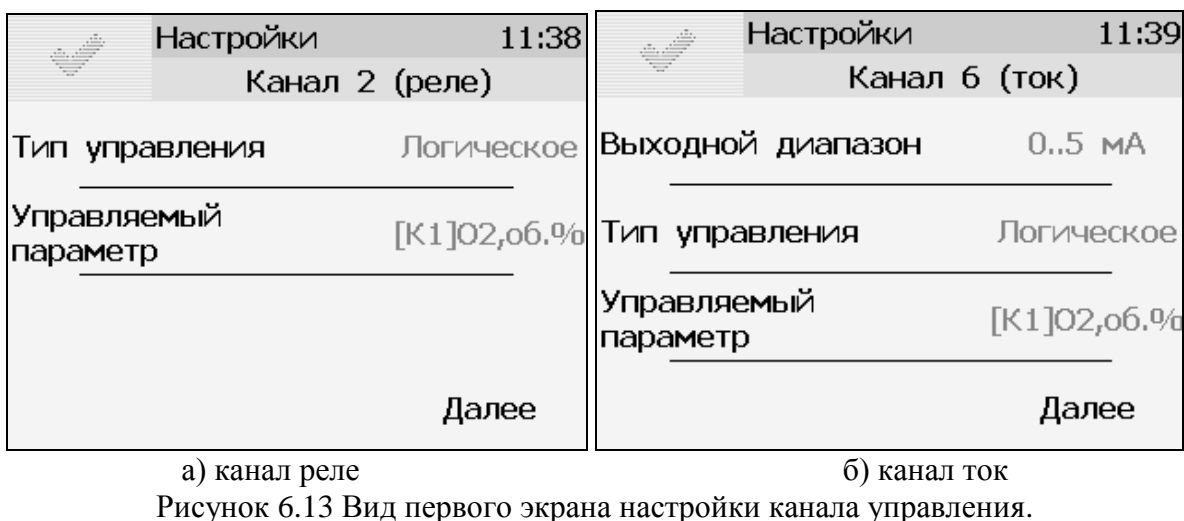 Настройки 11:38
Канал 2 (реле)
Тип управления Логическое
Управляемый
параметр [К1]O2,об.%
Далее
Настройки 11:39
Канал 6 (ток)
Выходной диапазон 0..5 мА
Тип управления Логическое
Управляемый
параметр [К1]O2,об.%
Далее
а) канал реле
б) канал ток
Рисунок 6.13 Вид первого экрана настройки канала управления.